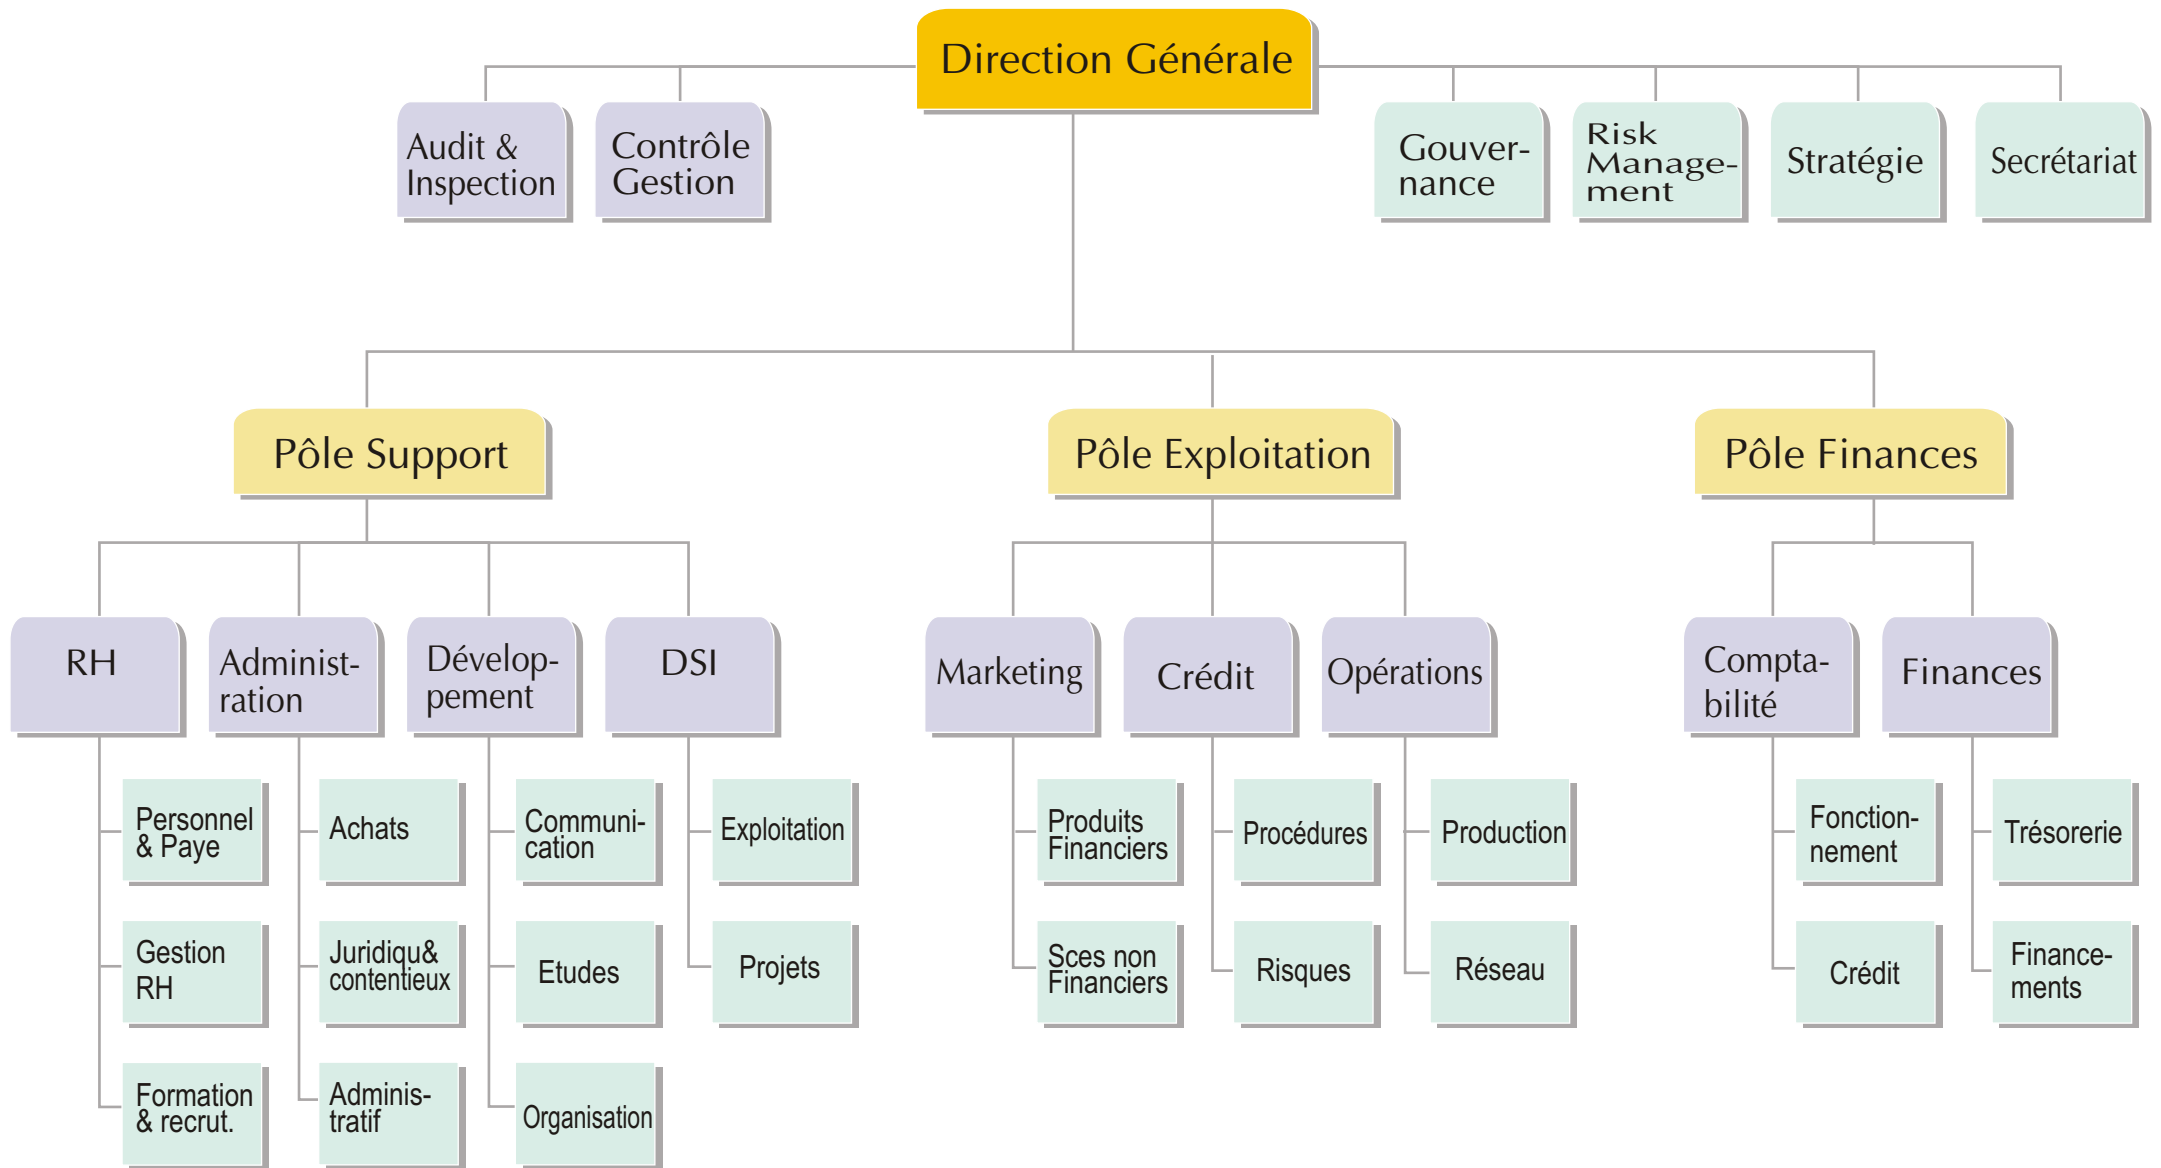 Direction Générale
Audit &
Inspection
Contrôle
Gestion
Gouver-
nance
Risk
Manage-
ment
Stratégie
Secrétariat
Pôle Support
Pôle Exploitation
Pôle Finances
RH
Administ-
ration
Dévelop-
pement
DSI
Marketing
Crédit
Opérations
Compta-
bilité
Finances
Personnel
& Paye
Achats
Communi-
cation
Exploitation
Produits
Financiers
Procédures
Production
Fonction-
nement
Trésorerie
Gestion
RH
Juridiqu&
contentieux
Etudes
Projets
Sces non
Financiers
Risques
Réseau
Crédit
Finance-
ments
Formation
& recrut.
Adminis-
tratif
Organisation